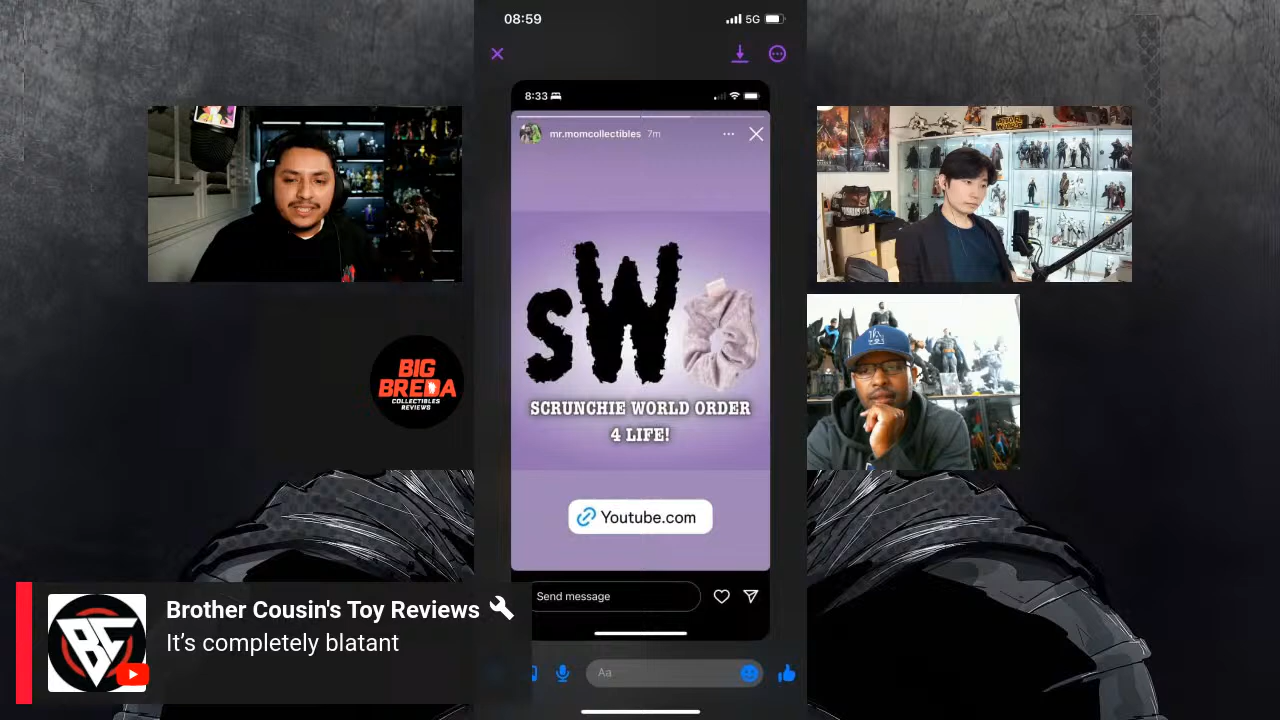 08:59
5G
8:33
mr.momcollectibles 7m
sW
SCRUNCHIE WORLD ORDER
4 LIFE!
Youtube.com
Send message
Aa
BIG
BREDA
COLLECTIBLES
REVIEWS
Brother Cousin's Toy Reviews
It’s completely blatant